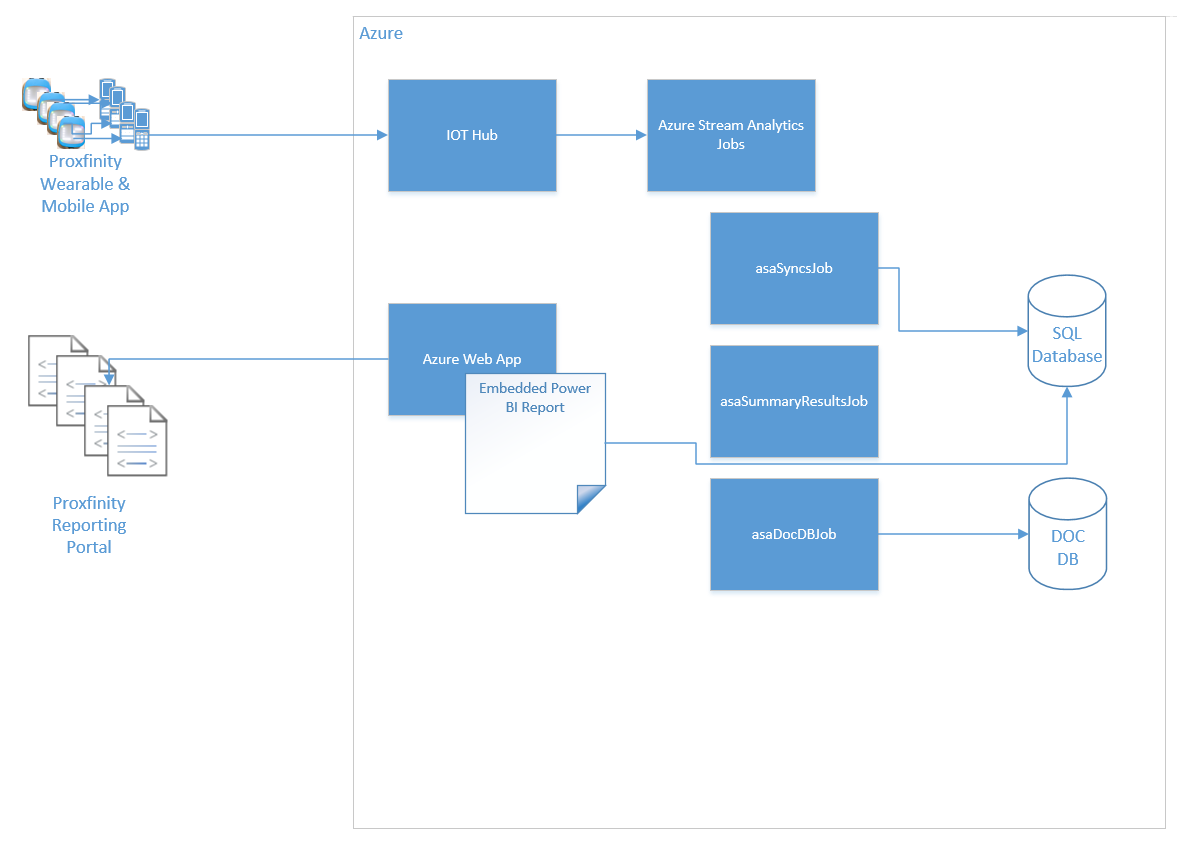 Azure
IOT Hub
Azure Stream Analytics
Jobs
Proxfinity
Wearable &
Mobile App
asaSyncsJob
SQL
Database
Azure Web App
Embedded Power
BI Report
asaSummaryResultsJob
Proxfinity
Reporting
Portal
asaDocDBJob
DOC
DB